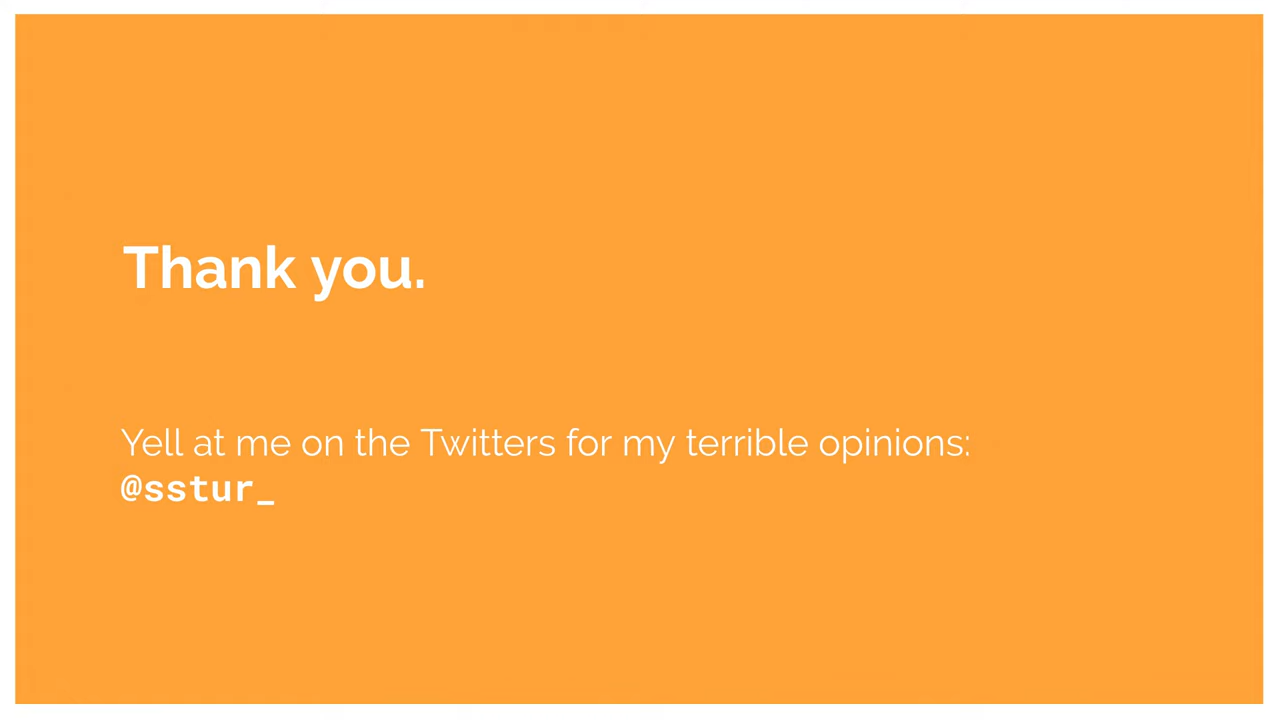 Thank you.
Yell at me on the Twitters for my terrible opinions:
@sstur_